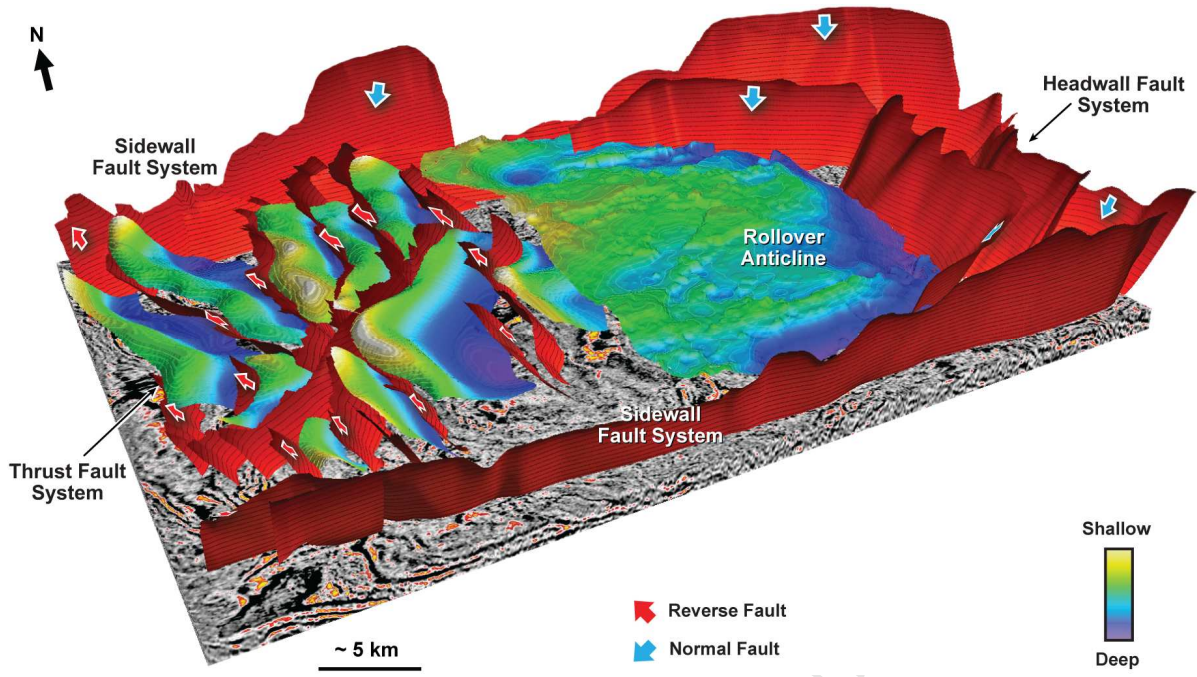 N
Headwall Fault
System
Sidewall
Fault System
Rollover
Anticline
Sidewall
Fault System
Thrust Fault
System
Shallow
Deep
Reverse Fault
Normal Fault
~ 5 km